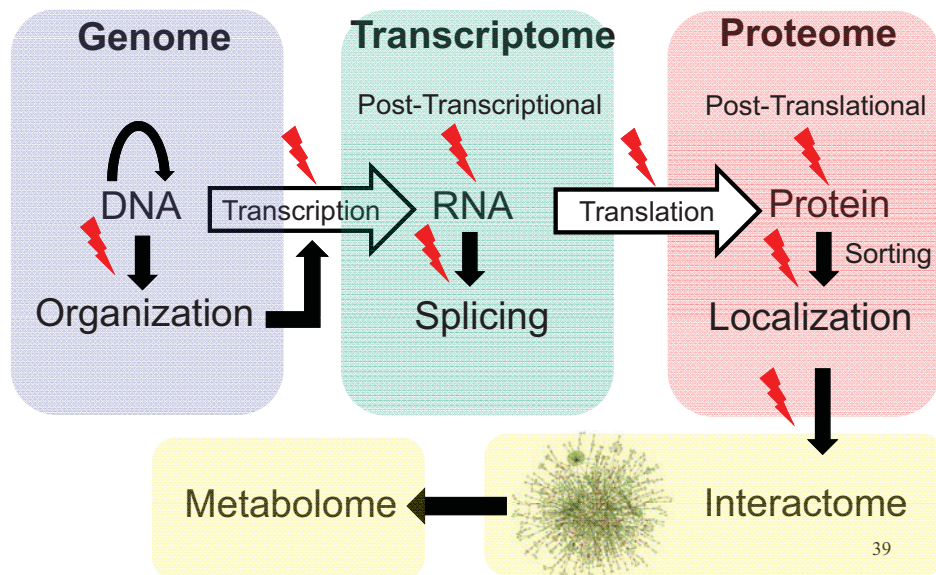 Genome
Transcriptome
Proteome
Post-Transcriptional
Post-Translational
DNA
Transcription
RNA
Translation
Protein
Sorting
Organization
Splicing
Localization
Metabolome
Interactome
39